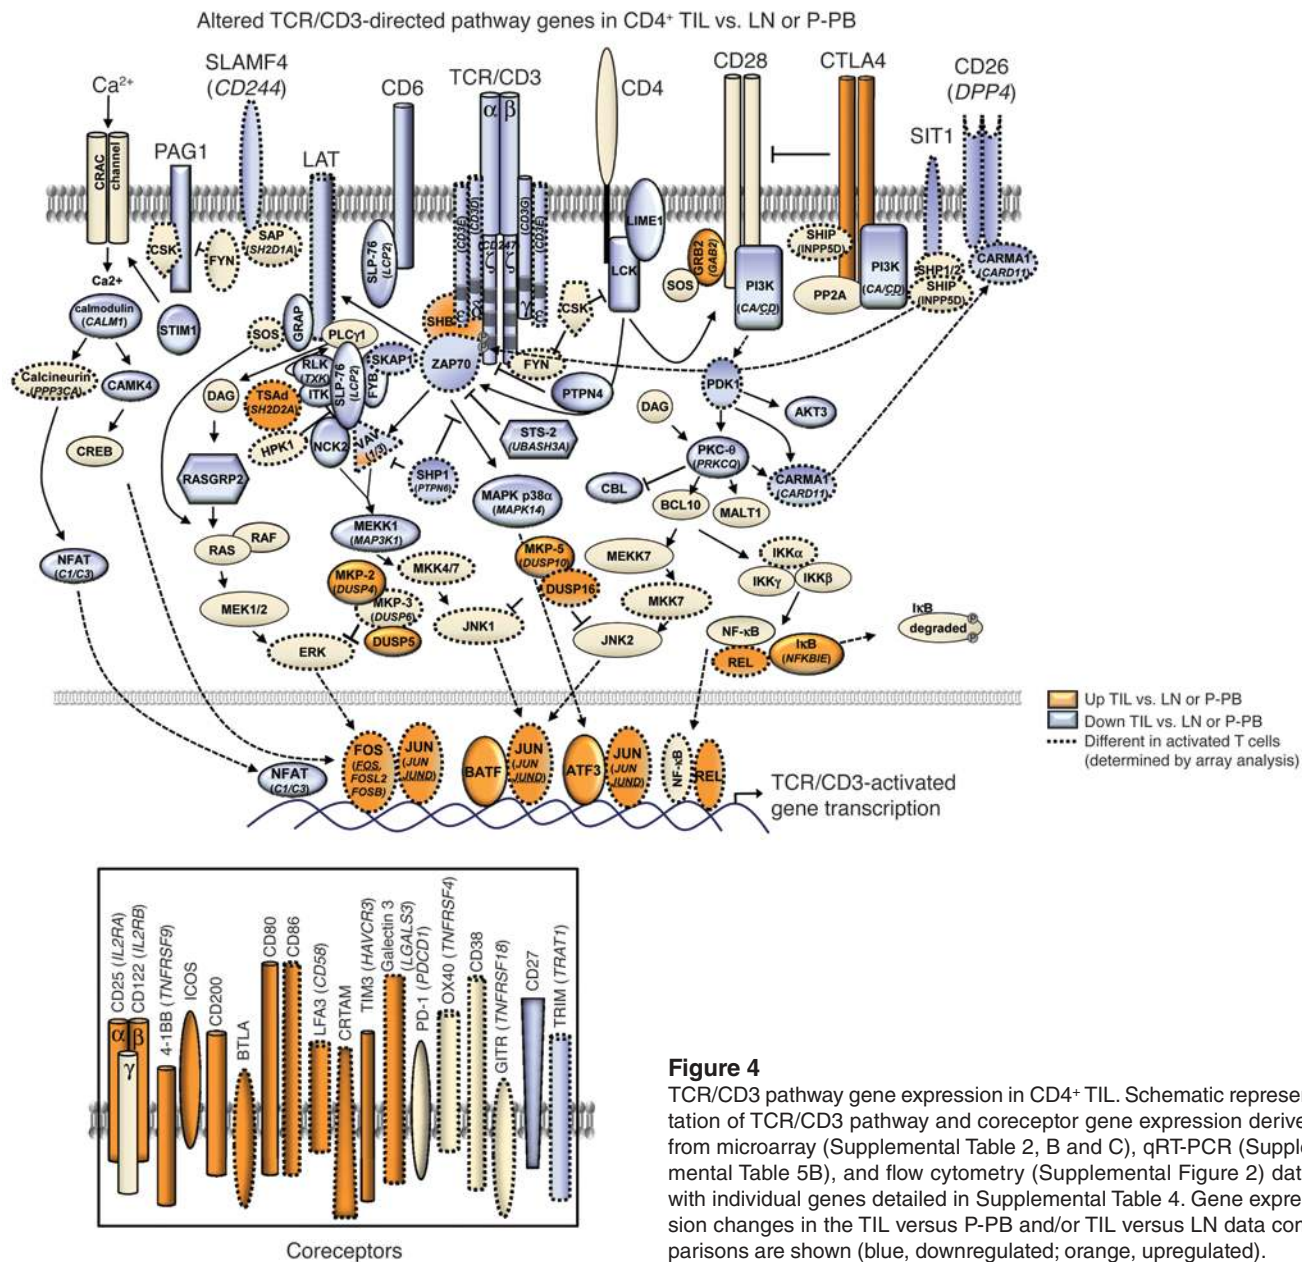 Altered TCR/CD3-directed pathway genes in CD4+ TIL vs. LN or P-PB
Ca2+
SLAMF4
(CD244)
CD6
TCR/CD3
CD4
CD28
CTLA4
CD26
(DPP4)
PAG1
LAT
SIT1
CRAC
channel
α β
(CD3E)
(CD3D)
(CD3G)
(CD3E)
(CD247)
ζ ζ
γ
CSK
FYN
SAP
(SH2D1A)
SLP-76
(LCP2)
LIME1
LCK
GRB2
(GAB2)
SOS
PI3K
(CA/CD)
SHIP
(INPP5D)
PP2A
PI3K
(CA/CD)
SHP1/2
SHIP
(INPP5D)
CARMA1
(CARD11)
Ca2+
calmodulin
(CALM1)
STIM1
SOS
GRAP
PLCγ1
SHB
P
ZAP70
CSK
FYN
PTPN4
Calcineurin
(PPP3CA)
CAMK4
RLK
(TXK)
ITK
SLP-76
(LCP2)
FYB
SKAP1
TSAd
(SH2D2A)
DAG
HPK1
NCK2
VAV
(1/3)
PDK1
AKT3
DAG
CREB
STS-2
(UBASH3A)
SHP1
(PTPN6)
PKC-θ
(PRKCQ)
CBL
CARMA1
(CARD11)
RASGRP2
MAPK p38α
(MAPK14)
BCL10
MALT1
RAS
RAF
MEKK1
(MAP3K1)
MKK4/7
MKP-5
(DUSP10)
DUSP16
MEKK7
IKKα
IKKγ
IKKβ
NFAT
(C1/C3)
MKP-2
(DUSP4)
MKP-3
(DUSP6)
DUSP5
MKK7
MEK1/2
JNK1
JNK2
ERK
NF-κB
REL
IκB
(NFKBIE)
IκB
degraded
P
P
Up TIL vs. LN or P-PB
Down TIL vs. LN or P-PB
Different in activated T cells
(determined by array analysis)
NFAT
(C1/C3)
FOS
(FOS,
FOSL2
FOSB)
JUN
(JUN
JUND)
BATF
JUN
(JUN
JUND)
ATF3
JUN
(JUN
JUND)
NF-κB
REL
TCR/CD3-activated
gene transcription
CD25 (IL2RA)
CD122 (IL2RB)
4-1BB (TNFRSF9)
ICOS
CD200
BTLA
CD80
CD86
LFA3 (CD58)
CRTAM
TIM3 (HAVCR3)
Galectin 3
(LGALS3)
PD-1 (PDCD1)
OX40 (TNFRSF4)
CD38
GITR (TNFRSF18)
CD27
TRIM (TRAT1)
α β
γ
Coreceptors
Figure 4
TCR/CD3 pathway gene expression in CD4+ TIL. Schematic represen-
tation of TCR/CD3 pathway and coreceptor gene expression derive
from microarray (Supplemental Table 2, B and C), qRT-PCR (Supple
mental Table 5B), and flow cytometry (Supplemental Figure 2) dat
with individual genes detailed in Supplemental Table 4. Gene expre
sion changes in the TIL versus P-PB and/or TIL versus LN data con
parisons are shown (blue, downregulated; orange, upregulated).